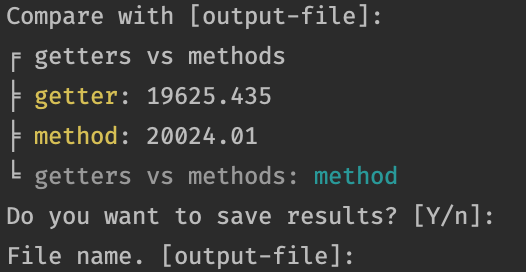 Compare with [output-file]:
╒ getters vs methods
╞ getter: 19625.435
╞ method: 20024.01
╘ getters vs methods: method
Do you want to save results? [Y/n]:
File name. [output-file]: